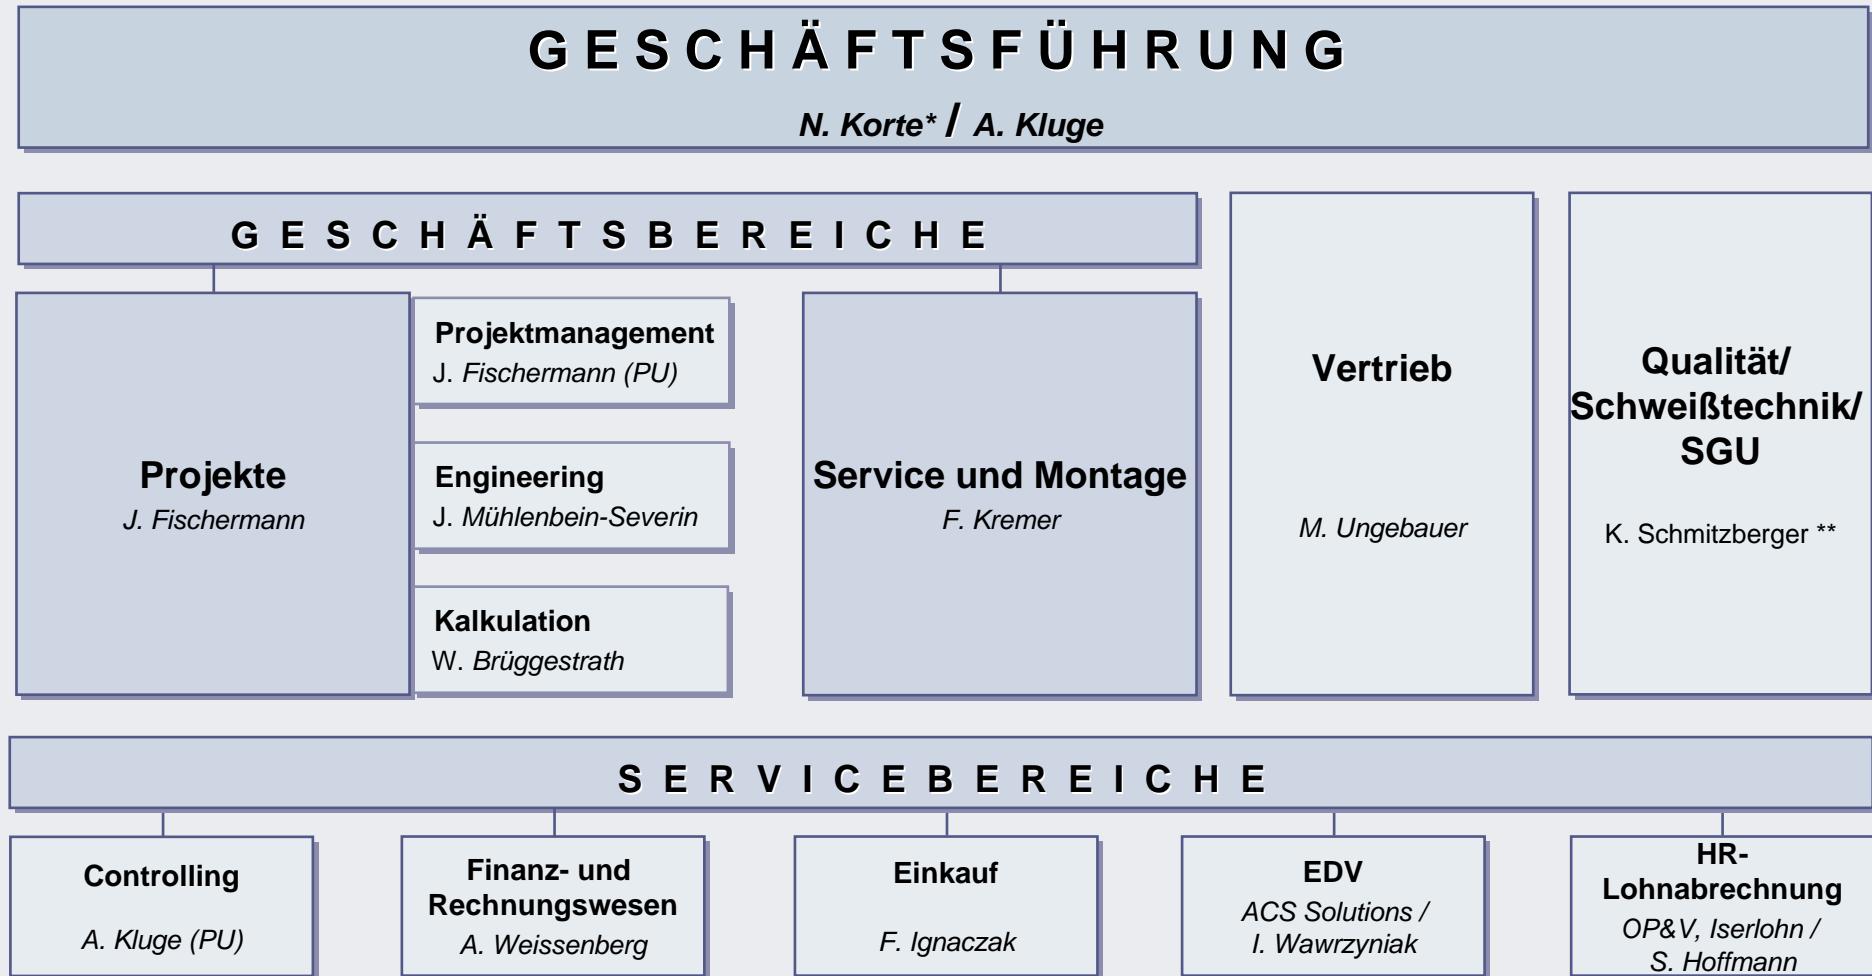 GESCHÄFTSFÜHRUNG
N. Korte* / A. Kluge
GESCHÄFTSBEREICHE
Projekte
J. Fischermann
Projektmanagement
J. Fischermann (PU)
Engineering
J. Mühlenbein-Severin
Kalkulation
W. Brüggestrath
Service und Montage
F. Kremer
Vertrieb
M. Ungebauer
Qualität/
Schweißtechnik/
SGU
K. Schmitzberger **
SERVICEBEREICHE
Controlling
A. Kluge (PU)
Finanz- und
Rechnungswesen
A. Weissenberg
Einkauf
F. Ignaczak
EDV
ACS Solutions /
I. Wawrzyniak
HR-
Lohnabrechnung
OP&V, Iserlohn /
S. Hoffmann